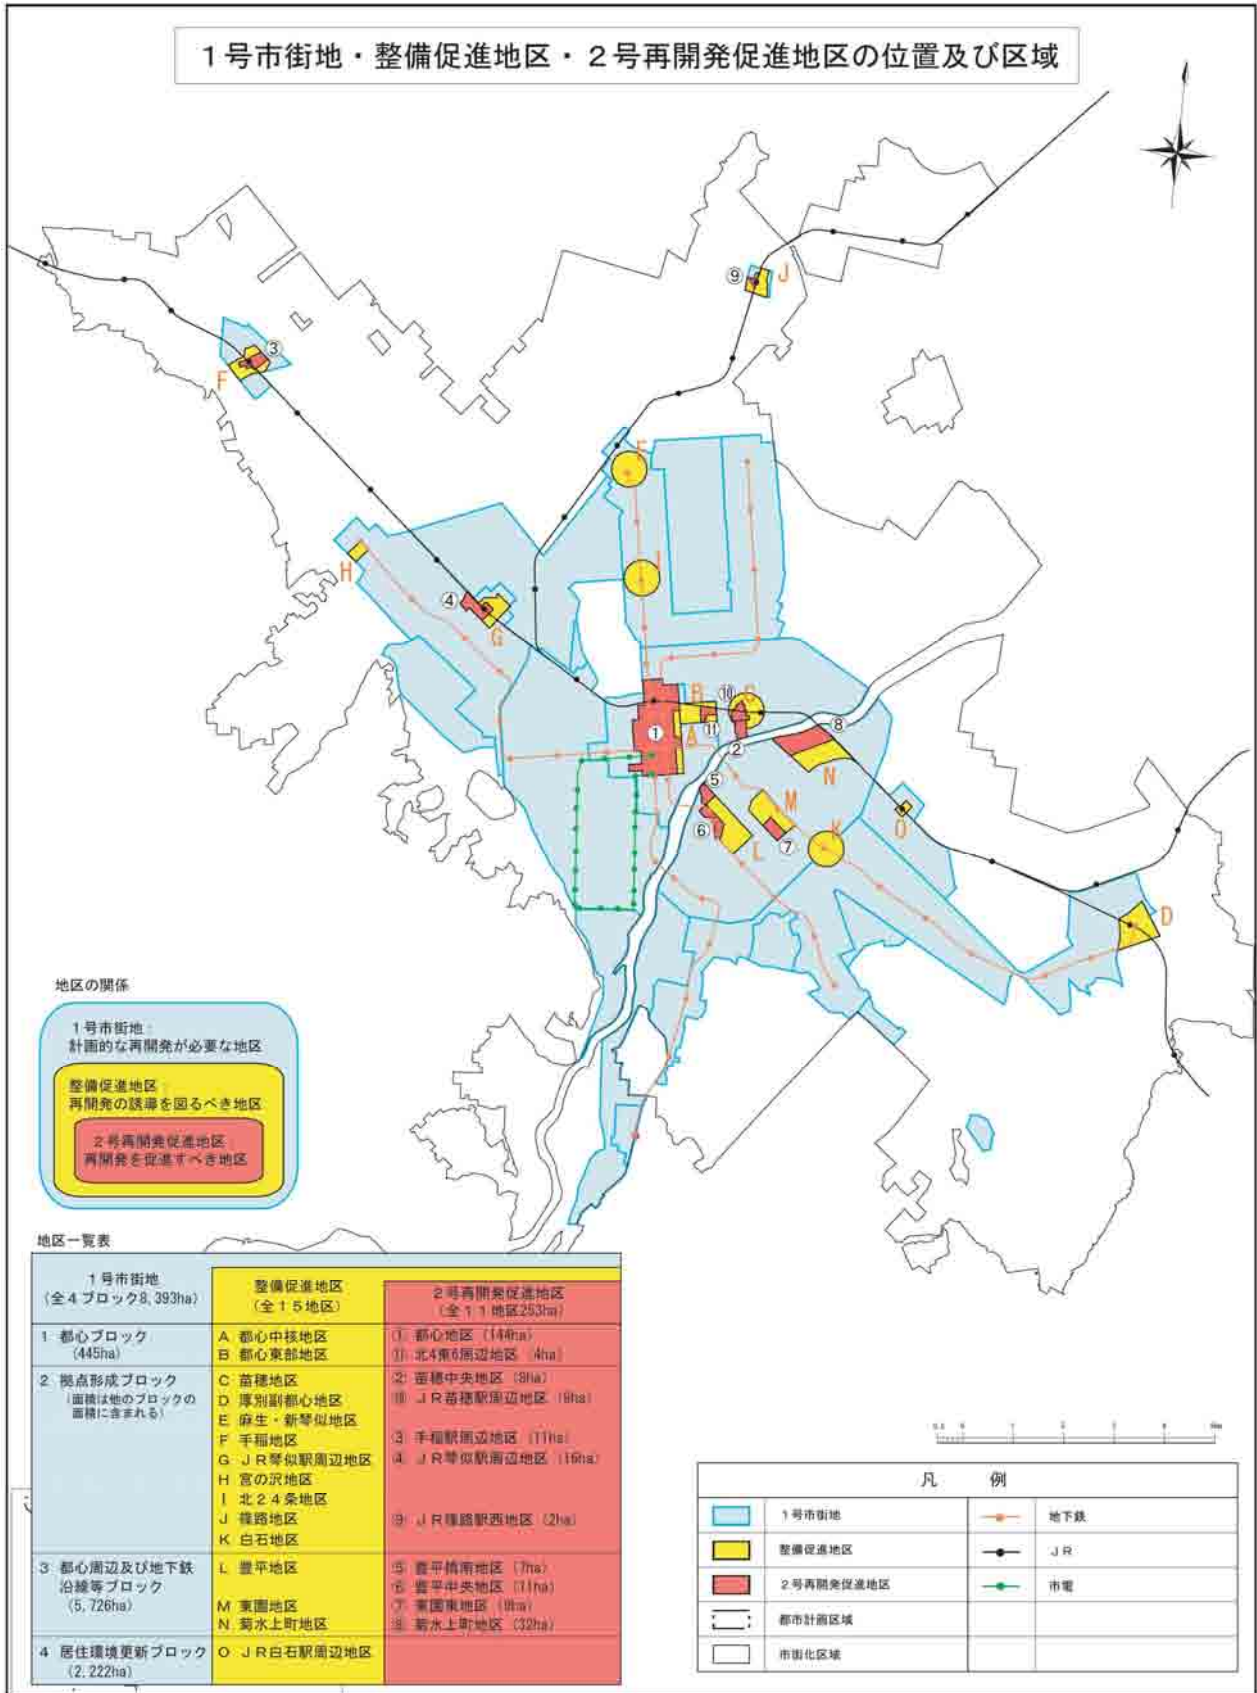 1号市街地・整備促進地区・2号再開発促進地区の位置及び区域
⑨
J
③
F
E
I
H
④
G
B
⑩
C
⑪
①
A
②
⑧
N
⑤
M
O
⑥
L
⑦
K
D
地区の関係
1号市街地:
計画的な再開発が必要な地区
整備促進地区:
再開発の誘導を図るべき地区
2号再開発促進地区:
再開発を促進すべき地区
地区一覧表
1号市街地
(全4ブロック8,393ha)
整備促進地区
(全15地区)
2号再開発促進地区
(全11地区253ha)
1 都心ブロック
(445ha)
A 都心中核地区
B 都心東部地区
① 都心地区 (144ha)
⑪ 北4東6周辺地区 (4ha)
2 拠点形成ブロック
(面積は他のブロックの
面積に含まれる)
C 苗穂地区
D 厚別副都心地区
E 麻生・新琴似地区
F 手稲地区
G JR琴似駅周辺地区
H 宮の沢地区
I 北24条地区
J 篠路地区
K 白石地区
② 苗穂中央地区 (8ha)
⑩ JR苗穂駅周辺地区
③ 手稲駅周辺地区 (11ha)
④ JR琴似駅周辺地区 (16ha)
⑨ JR篠路駅西地区 (2ha)
3 都心周辺及び地下鉄
沿線等ブロック
(5,726ha)
L 豊平地区
M 東園地区
N 菊水上町地区
⑤ 豊平橋南地区 (7ha)
⑥ 豊平中央地区 (11ha)
⑦ 東園東地区
⑧ 菊水上町地区 (32ha)
4 居住環境更新ブロック
(2,222ha)
O JR白石駅周辺地区
凡 例
1号市街地
地下鉄
整備促進地区
JR
2号再開発促進地区
市電
都市計画区域
市街化区域